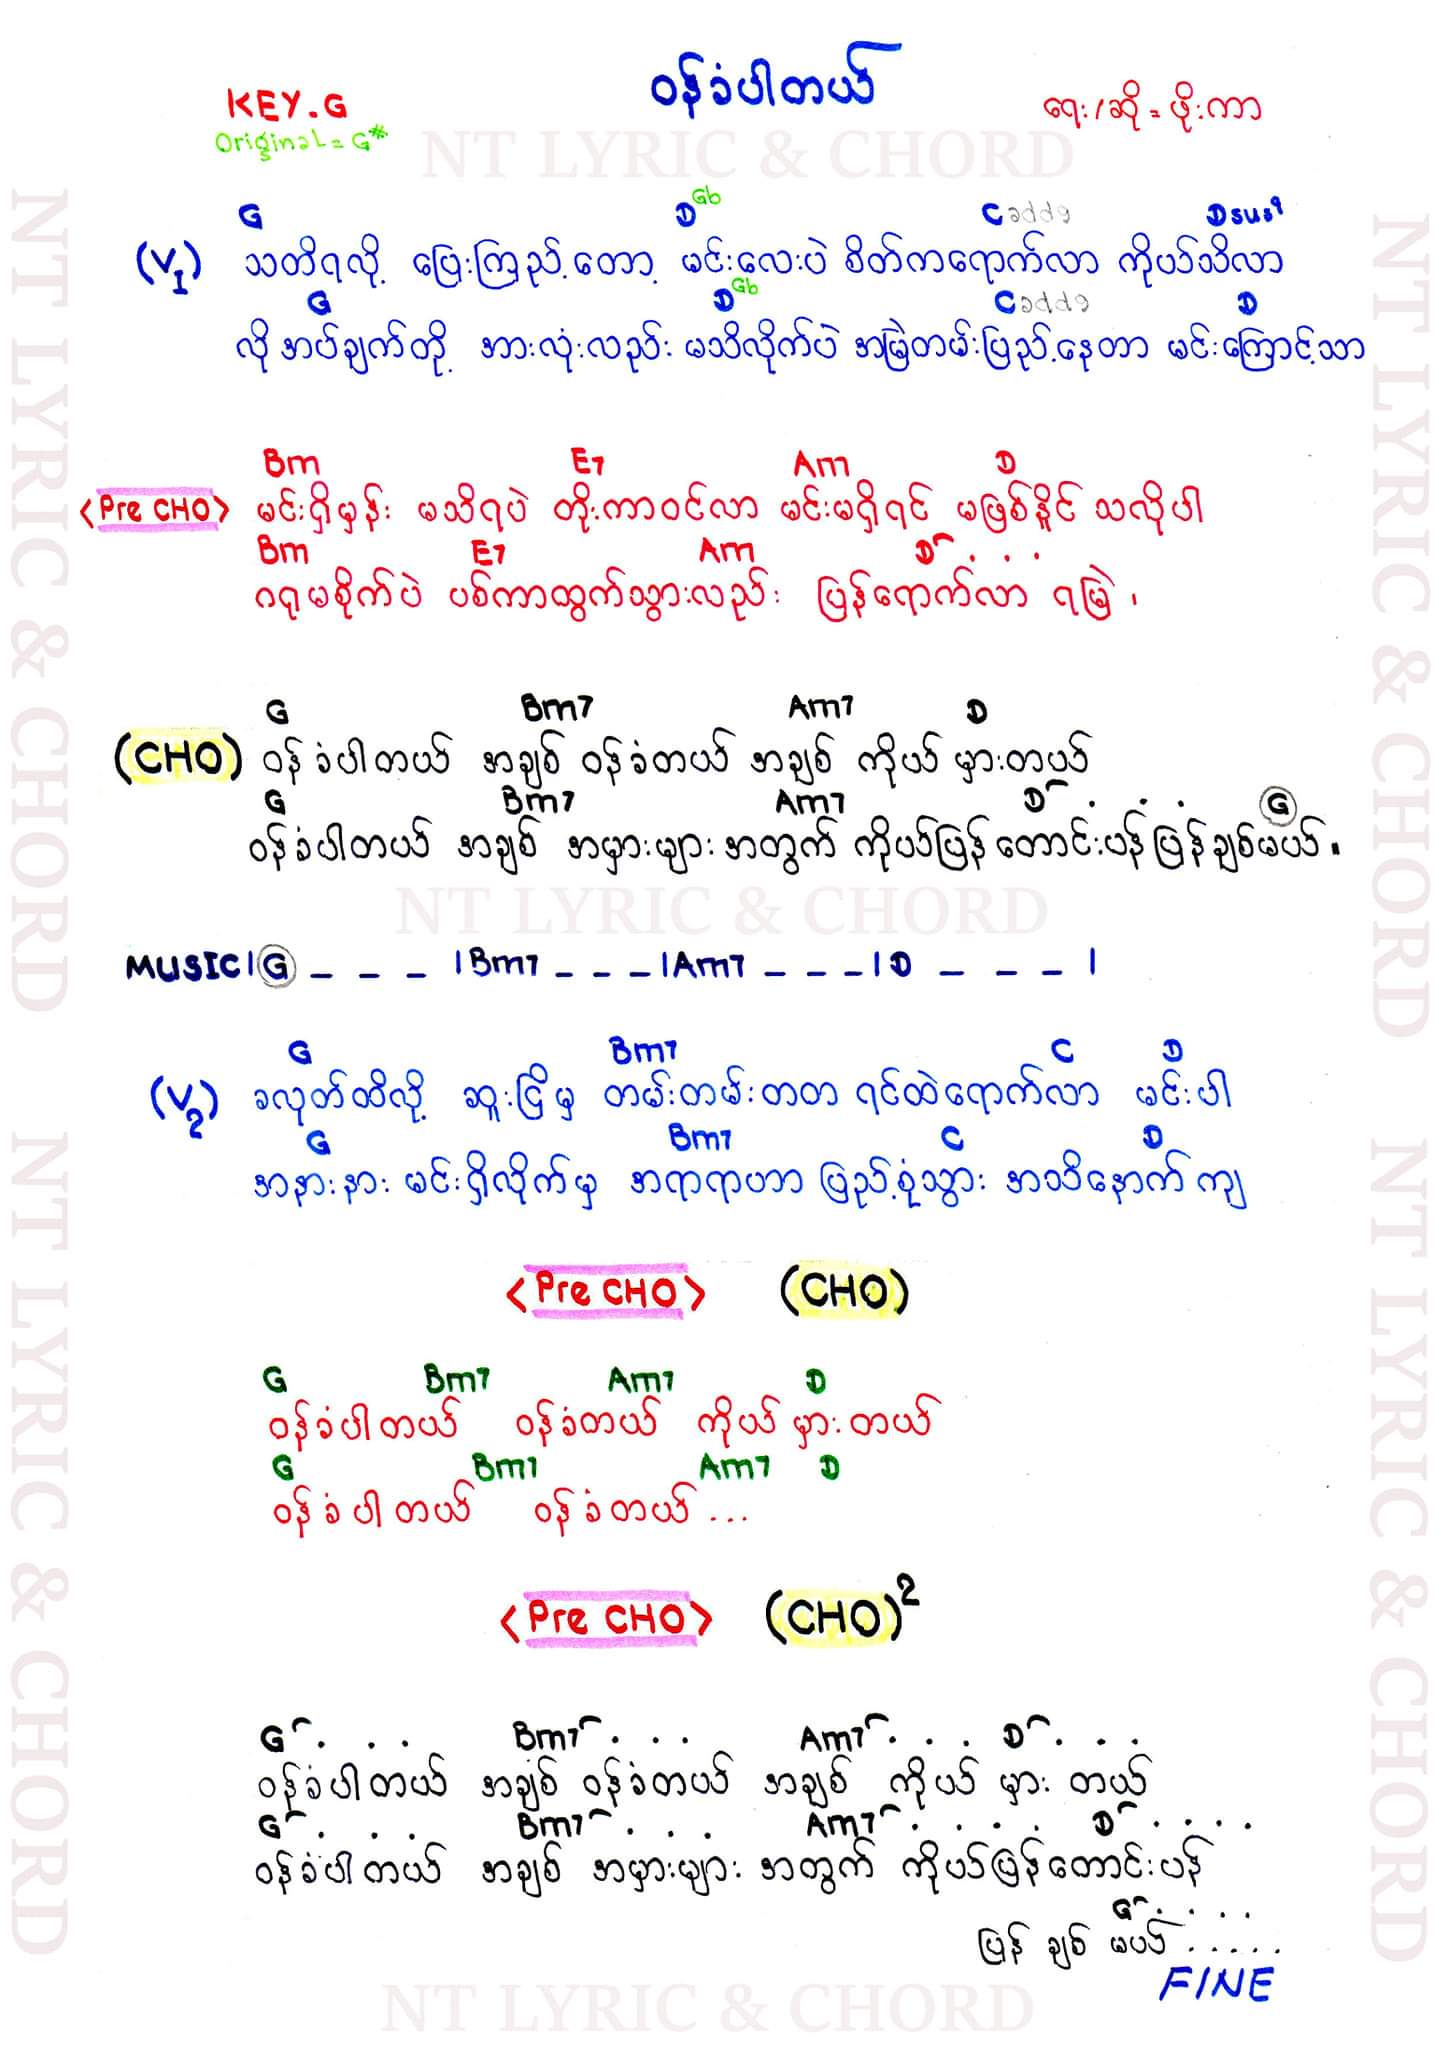 ဝန်ခံပါတယ်
KEY.G
ရေး/ဆို = ဖိုးကာ
Original = G#
NT LYRIC & CHORD
G D Gb Cadd9 Dsus4
(V1) သတိရလို့ ပြေးကြည့်တော့ မင်းလေးပဲ စိတ်ကရောက်လာ ကိုယ်သိလာ
G D Gb Cadd9 D
လိုအပ်ချက်တို့ အားလုံးလည်း မသိလိုက်ပဲ အမြဲတမ်းပြည့်နေတာ မင်းကြောင့်သာ
Bm E7 Am D
<Pre CHO> မင်းရှိမှန်း မသိရပဲ တိုးကာဝင်လာ မင်းမရှိရင် မဖြစ်နိုင် သလိုပါ
Bm E7 Am D . . .
ဂရုမစိုက်ပဲ ပစ်ကာထွက်သွားလည်း ပြန်ရောက်လာ ရမြဲ ၊
G Bm7 Am7 D
(CHO) ဝန်ခံပါတယ် အချစ် ဝန်ခံတယ် အချစ် ကိုယ် မှားတယ်
G Bm7 Am7 D . . . G
ဝန်ခံပါတယ် အချစ် အမှားများအတွက် ကိုယ်ပြန် တောင်းပန် ပြန်ချစ်မယ် ။
NT LYRIC & CHORD
MUSIC | G _ _ _ | Bm7 _ _ _ | Am7 _ _ _ | D _ _ _ |
G Bm7 C D
(V2) ခလုတ်ထိလို့ ဆူးငြိမှ တမ်းတမ်းတတ ရင်ထဲရောက်လာ မင်းပါ
G Bm7 C D
အနားနား မင်းရှိလိုက်မှ အရာရာဟာ ပြည့်စုံသွား အသိနောက်ကျ
<Pre CHO> (CHO)
G Bm7 Am7 D
ဝန်ခံပါတယ် ဝန်ခံတယ် ကိုယ် မှားတယ်
G Bm7 Am7 D
ဝန်ခံပါတယ် ဝန်ခံတယ် ...
<Pre CHO> (CHO)2
G . . . Bm7 . . . Am7 . . . D . . .
ဝန်ခံပါတယ် အချစ် ဝန်ခံတယ် အချစ် ကိုယ် မှား တယ်
G . . . Bm7 . . . Am7 . . . . D . . . .
ဝန်ခံပါတယ် အချစ် အမှားများ အတွက် ကိုယ်ပြန်တောင်းပန်
G . . . .
ပြန် ချစ် မယ် .....
FINE
NT LYRIC & CHORD
NT LYRIC & CHORD
NT LYRIC & CHORD
NT LYRIC & CHORD
NT LYRIC & CHORD